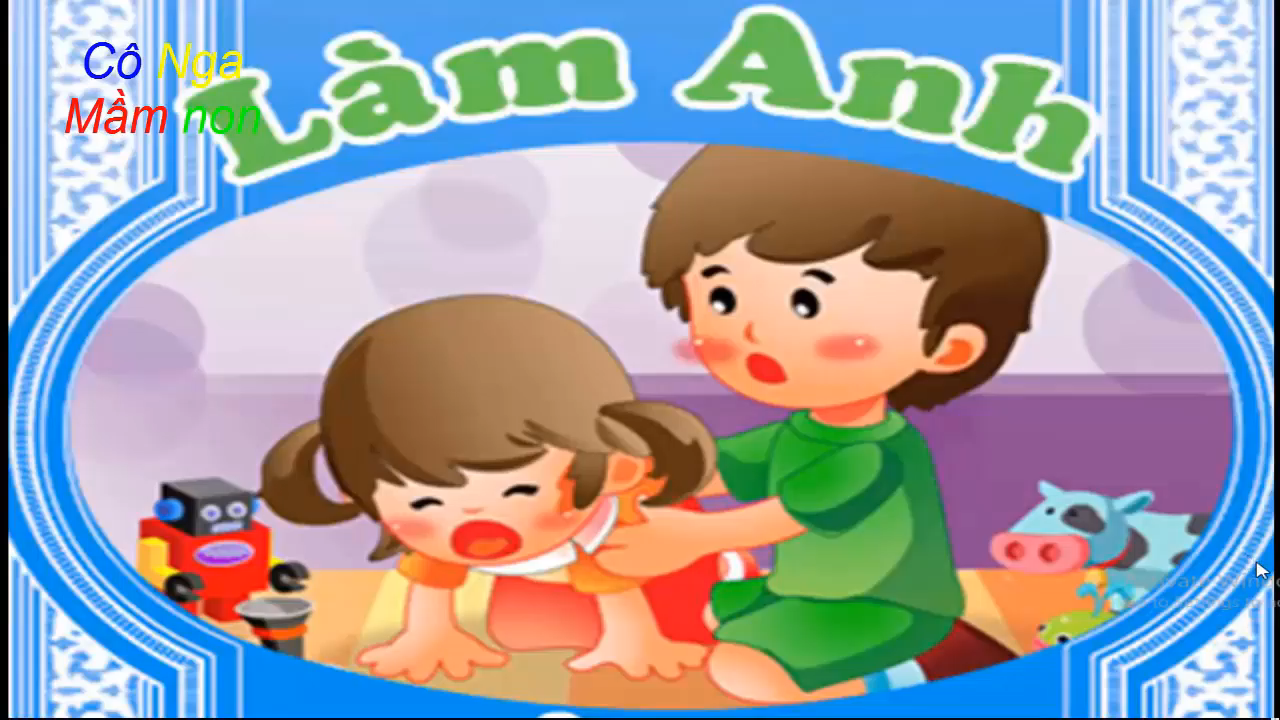 Cô Nga
Mầm non
Làm Anh